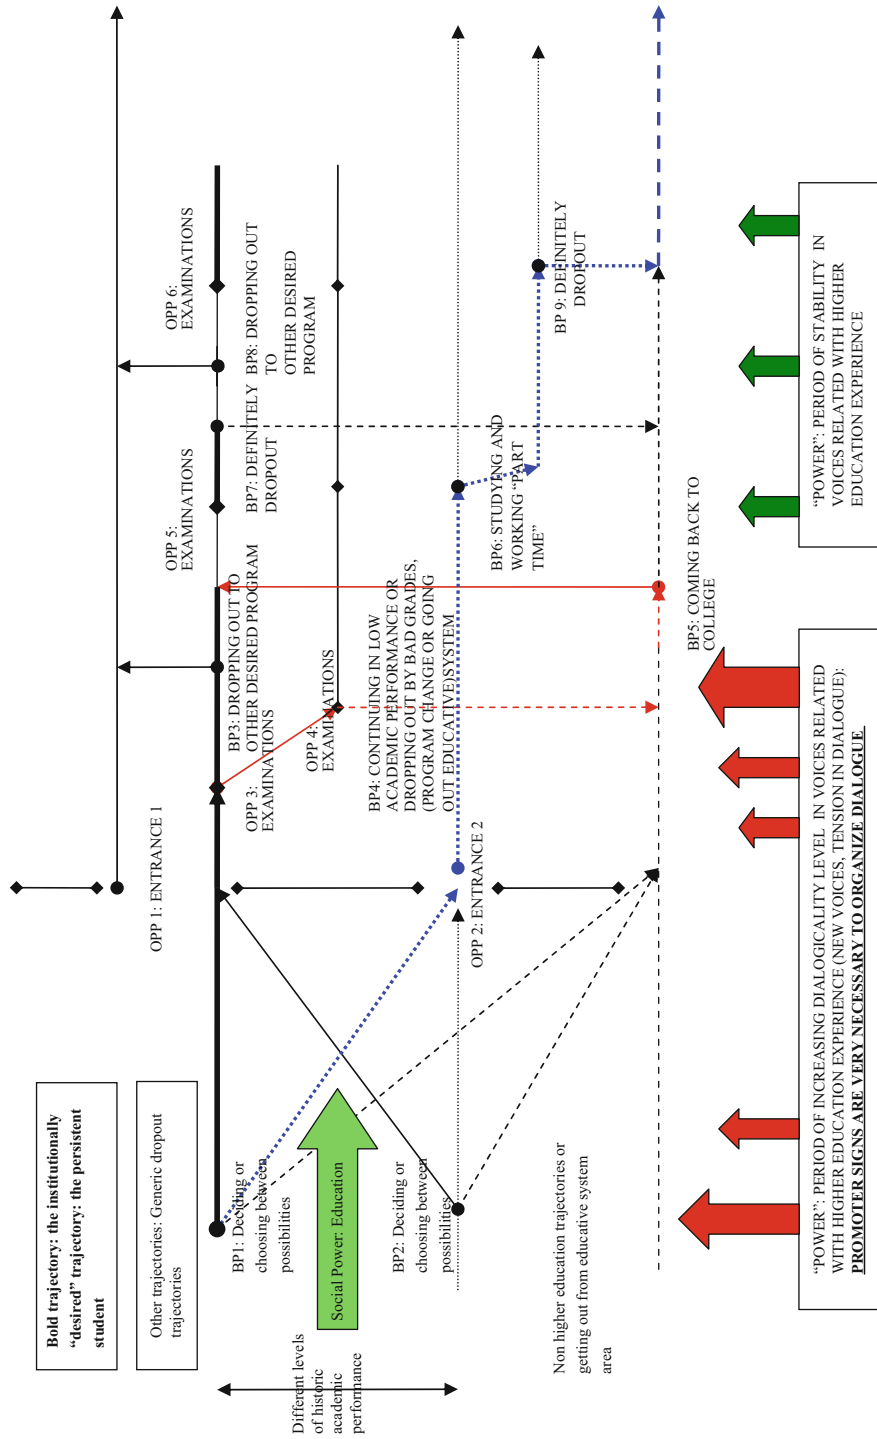 Bold trajectory: the institutionally
“desired” trajectory: the persistent
student
Other trajectories: Generic dropout
trajectories
Different levels
of historic
academic
performance
BP1: Deciding or
choosing between
possibilities
Social Power: Education
BP2: Deciding or
choosing between
possibilities
Non higher education trajectories or
getting out from educative system
area
OPP 1: ENTRANCE 1
OPP 2: ENTRANCE 2
OPP 3:
EXAMINATIONS
BP3: DROPPING OUT TO
OTHER DESIRED PROGRAM
OPP 4:
EXAMINATIONS
BP4: CONTINUING IN LOW
ACADEMIC PERFORMANCE OR
DROPPING OUT BY BAD GRADES,
(PROGRAM CHANGE OR GOING
OUT EDUCATIVE)SYSTEM
OPP 5:
EXAMINATIONS
BP7: DEFINITELY
DROPOUT
OPP 6:
EXAMINATIONS
BP8: DROPPING OUT
TO
OTHER DESIRED
PROGRAM
BP6: STUDYING AND
WORKING “PART
TIME”
BP 9: DEFINITELY
DROPOUT
BP5: COMING BACK TO
COLLEGE
“POWER”: PERIOD OF INCREASING DIALOGICALITY LEVEL IN VOICES RELATED
WITH HIGHER EDUCATION EXPERIENCE (NEW VOICES, TENSION IN DIALOGUE):
PROMOTER SIGNS ARE VERY NECESSARY TO ORGANIZE DIALOGUE
“POWER”: PERIOD OF STABILITY IN
VOICES RELATED WITH HIGHER
EDUCATION EXPERIENCE